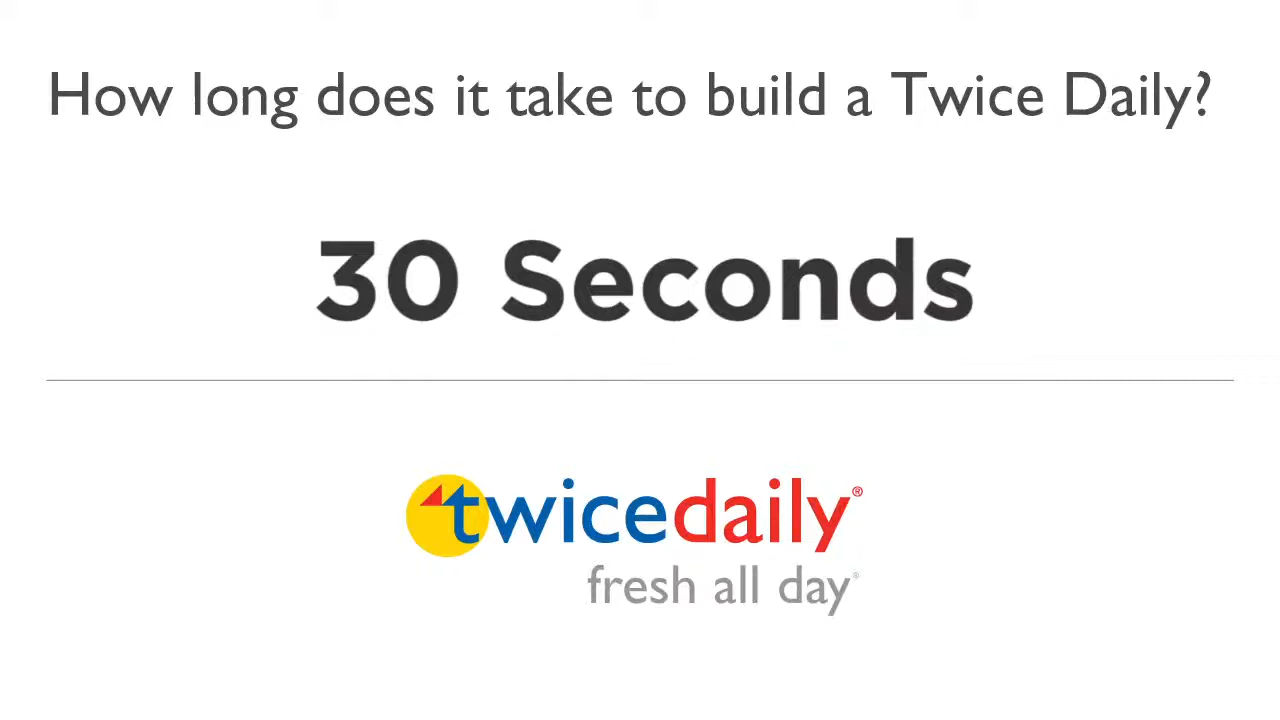 How long does it take to build a Twice Daily?
30 Seconds
twicedaily®
fresh all day®